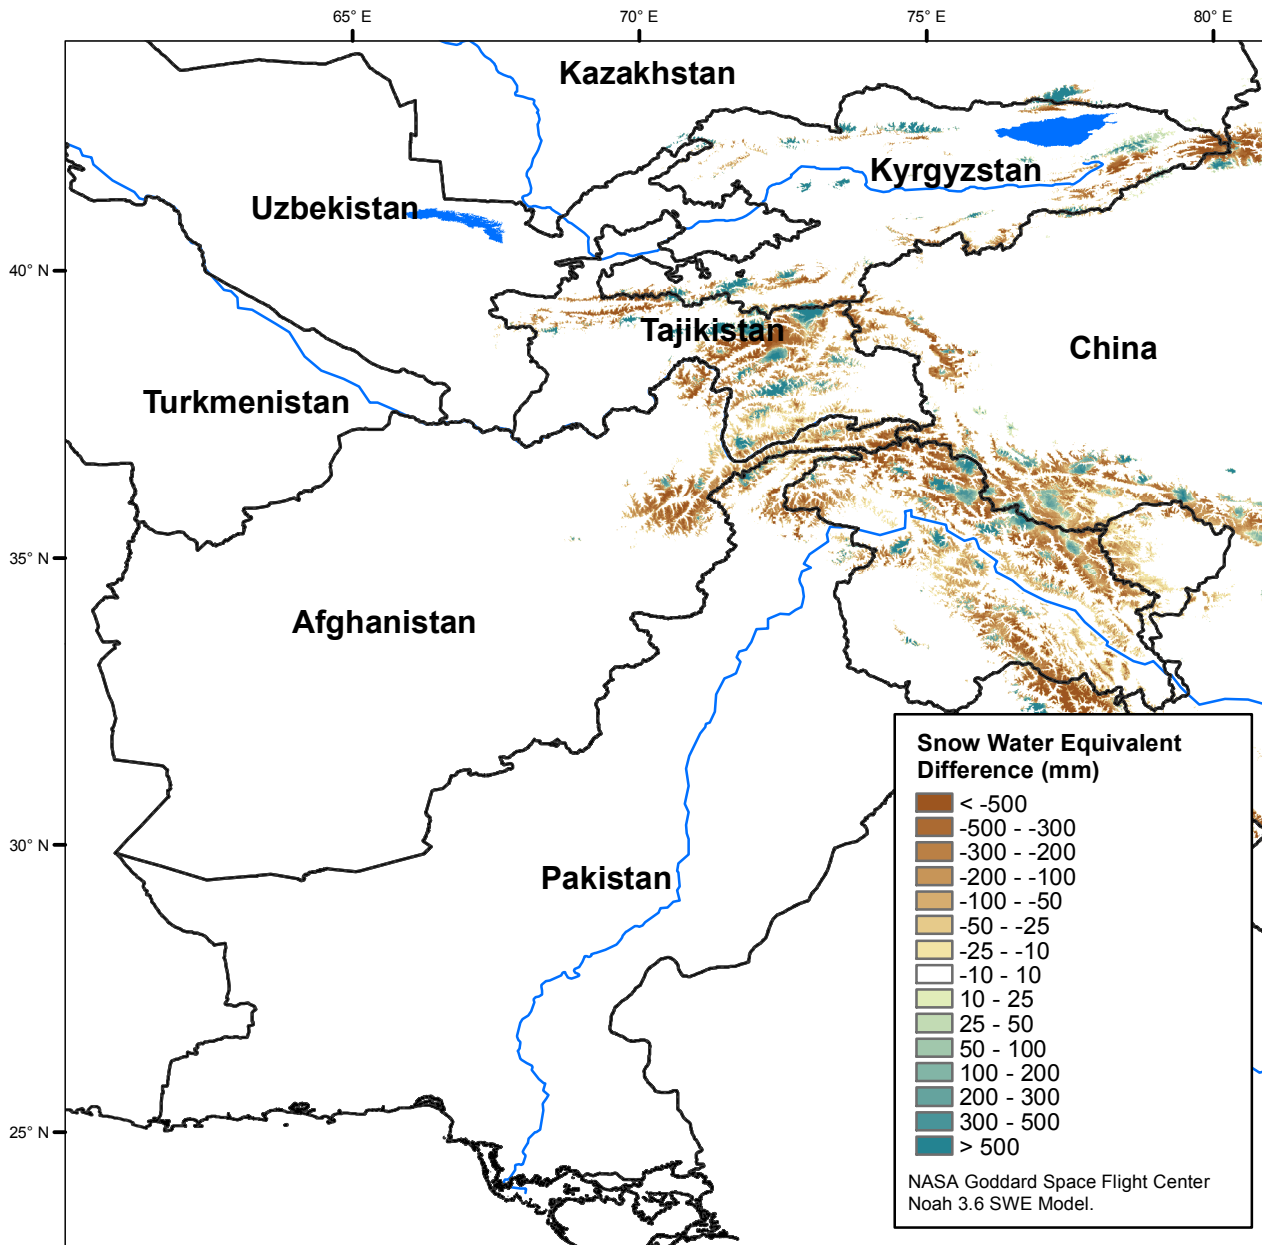 65° E
70° E
75° E
80° E
Kazakhstan
Kyrgyzstan
Uzbekistan
40° N
Tajikistan
China
Turkmenistan
35° N
Afghanistan
30° N
Pakistan
25° N
Snow Water Equivalent
Difference (mm)
< -500
-500 - -300
-300 - -200
-200 - -100
-100 - -50
-50 - -25
-25 - -10
-10 - 10
10 - 25
25 - 50
50 - 100
100 - 200
200 - 300
300 - 500
> 500
NASA Goddard Space Flight Center
Noah 3.6 SWE Model.